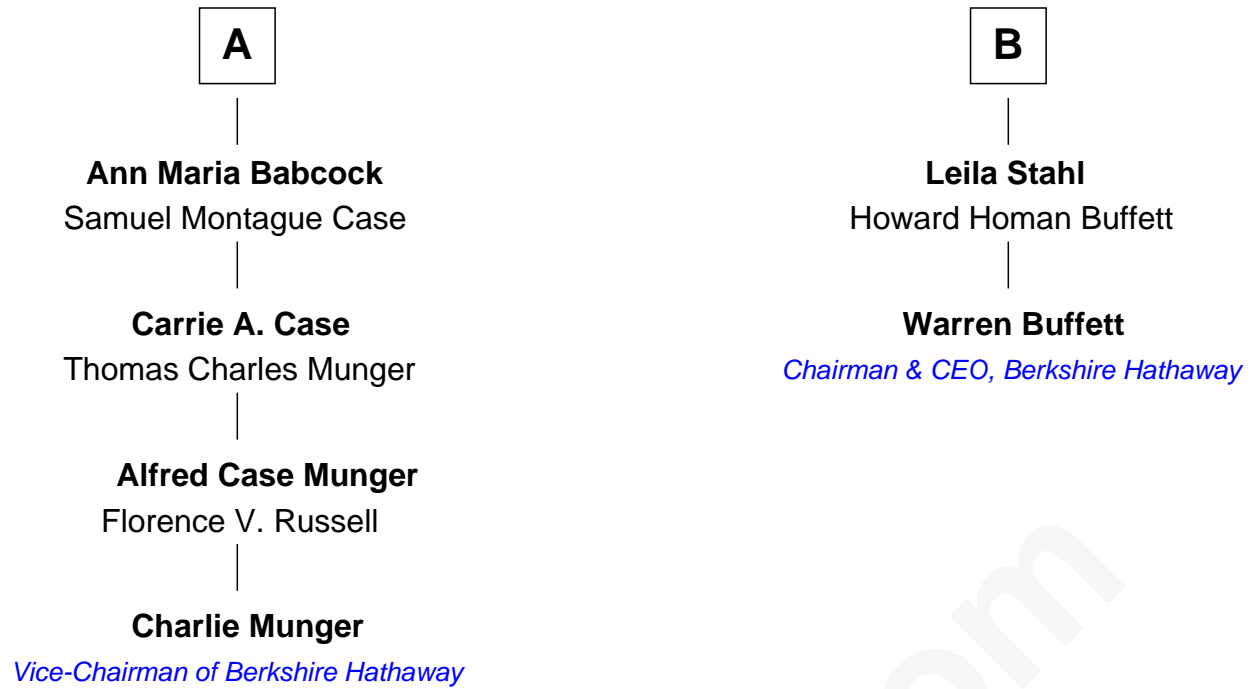 A
Ann Maria Babcock
Samuel Montague Case
Carrie A. Case
Thomas Charles Munger
Alfred Case Munger
Florence V. Russell
Charlie Munger
Vice-Chairman of Berkshire Hathaway
B
Leila Stahl
Howard Homan Buffett
Warren Buffett
Chairman & CEO, Berkshire Hathaway
om